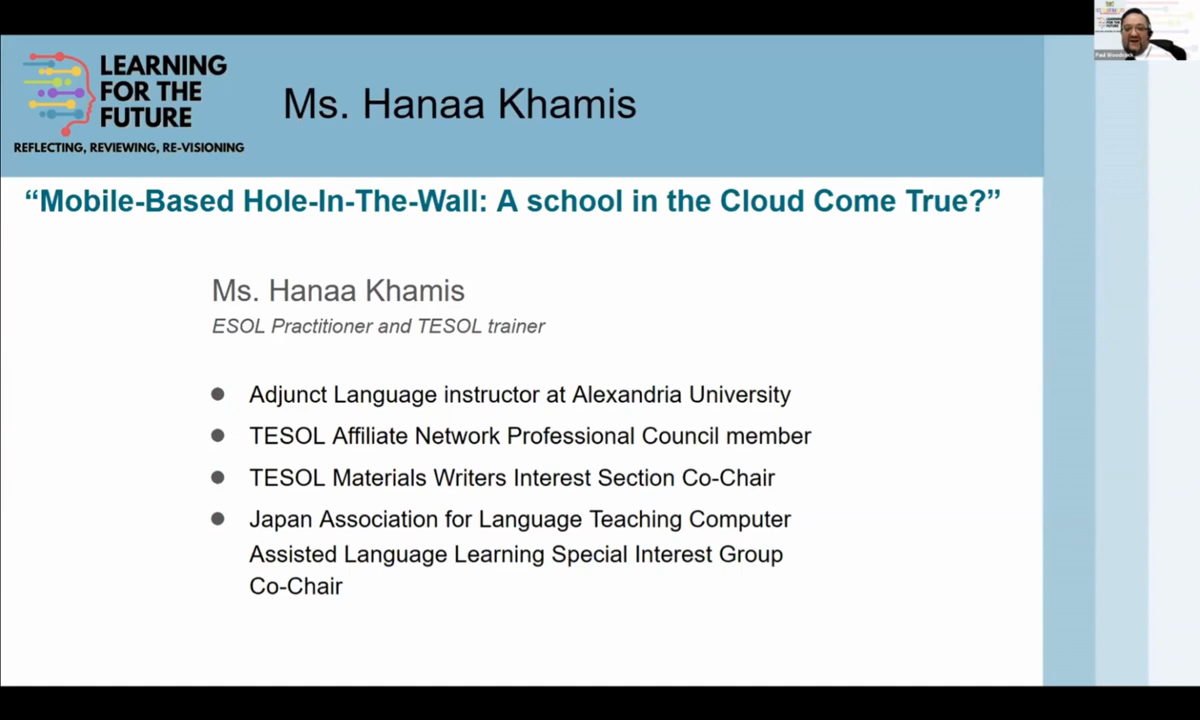 LEARNING
FOR THE
FUTURE
REFLECTING, REVIEWING, RE-VISIONING
Ms. Hanaa Khamis
“Mobile-Based Hole-In-The-Wall: A school in the Cloud Come True?”
Ms. Hanaa Khamis
ESOL Practitioner and TESOL trainer
● Adjunct Language instructor at Alexandria University
● TESOL Affiliate Network Professional Council member
● TESOL Materials Writers Interest Section Co-Chair
● Japan Association for Language Teaching Computer
Assisted Language Learning Special Interest Group
Co-Chair